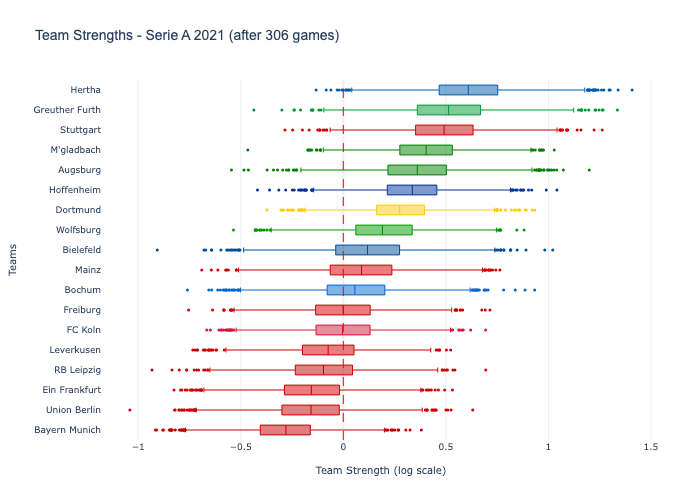 Team Strengths - Serie A 2021 (after 306 games)
Hertha
Greuther Furth
Stuttgart
M'gladbach
Augsburg
Hoffenheim
Dortmund
Wolfsburg
Bielefeld
Mainz
Bochum
Freiburg
FC Koln
Leverkusen
RB Leipzig
Ein Frankfurt
Union Berlin
Bayern Munich
Teams
−1 −0.5 0 0.5 1 1.5
Team Strength (log scale)